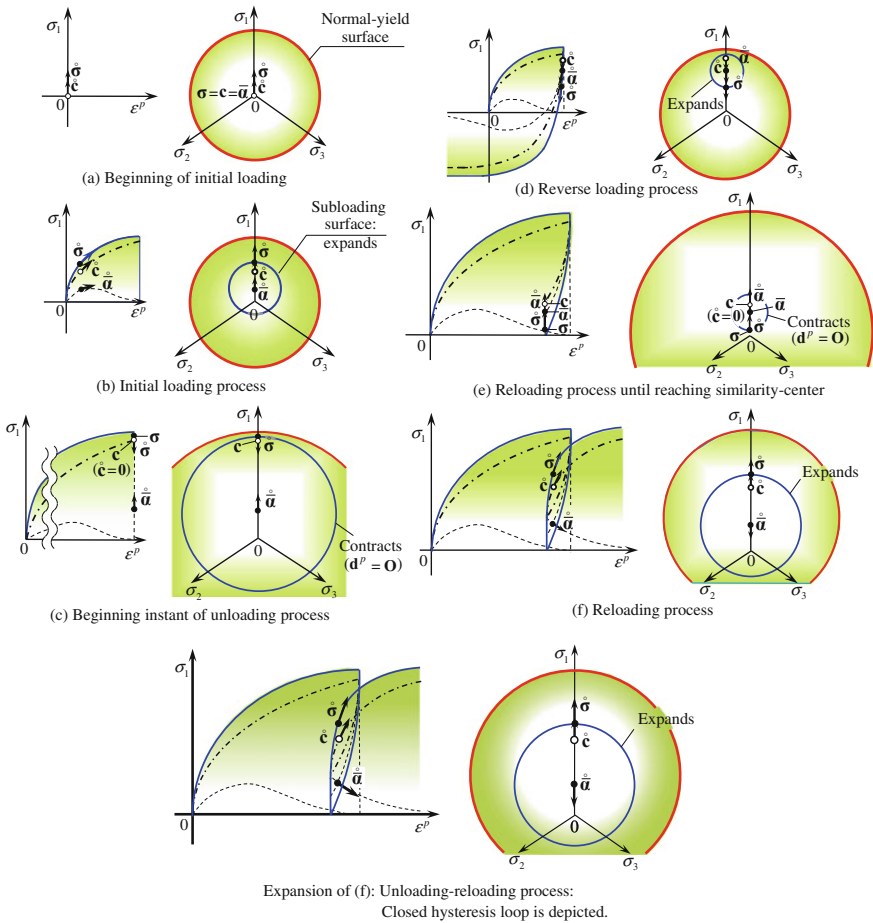 σ₁
Normal-yield
surface
σ₁
σ̊
c̊
0
εᵖ
σ̊
σ = c = ᾱ
c̊
0
σ₂
σ₃
(a) Beginning of initial loading
σ₁
c̊
ᾱ̊
σ̊
0
εᵖ
σ₁
c̊
ᾱ̊
σ̊
Expands
0
σ₂
σ₃
(d) Reverse loading process
σ₁
σ̊
c̊
ᾱ̊
0
εᵖ
σ₁
Subloading
surface:
expands
σ̊
c̊
ᾱ̊
0
σ₂
σ₃
(b) Initial loading process
σ₁
ᾱ̊
c
ᾱ
σ̊
σ
0
εᵖ
σ₁
ᾱ̊
c
ᾱ
(c̊=0)
Contracts
(dᵖ = O)
σ
σ̊
0
σ₂
σ₃
(e) Reloading process until reaching similarity-center
σ₁
σ
c
σ̊
(c̊=0)
ᾱ̊
0
εᵖ
σ₁
c
σ̊
ᾱ̊
0
Contracts
(dᵖ = O)
σ₂
σ₃
(c) Beginning instant of unloading process
σ₁
σ̊
c̊
ᾱ̊
0
εᵖ
σ₁
Expands
σ̊
c̊
ᾱ̊
0
σ₂
σ₃
(f) Reloading process
σ₁
σ̊
c̊
ᾱ̊
0
εᵖ
σ₁
Expands
σ̊
c̊
ᾱ̊
0
σ₂
σ₃
Expansion of (f): Unloading-reloading process:
Closed hysteresis loop is depicted.